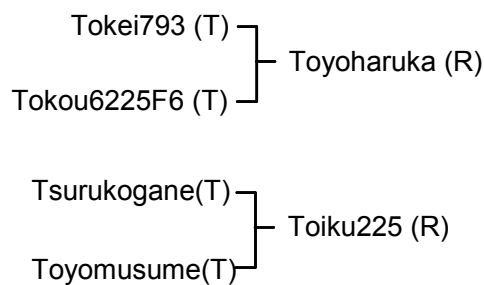 Tokei793 (T)
Toyoharuka (R)
Tokou6225F6 (T)
Tsurukogane(T)
Toiku225 (R)
Toyomusume(T)